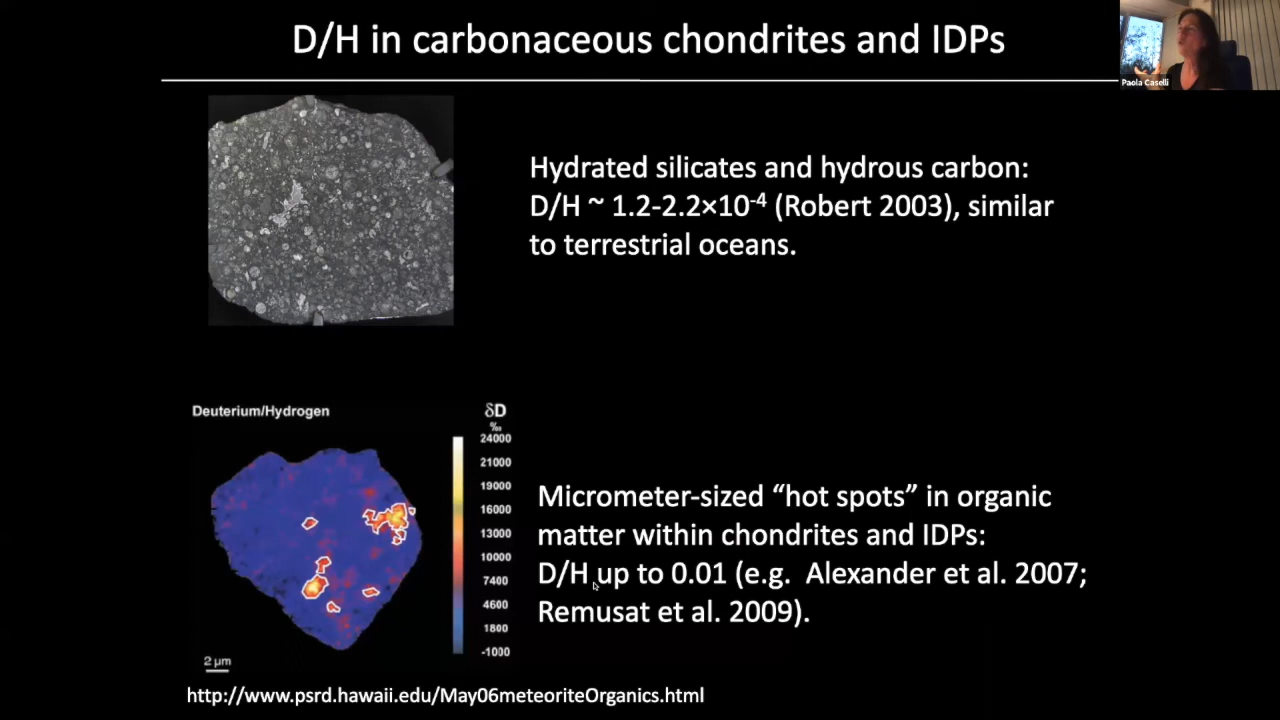 D/H in carbonaceous chondrites and IDPs
Paola Caselli
Hydrated silicates and hydrous carbon:
D/H ~ 1.2-2.2×10⁻⁴ (Robert 2003), similar
to terrestrial oceans.
Deuterium/Hydrogen
δD
‰
24000
21000
19000
16000
13000
10000
7400
4600
1800
-1000
2 µm
Micrometer-sized “hot spots” in organic
matter within chondrites and IDPs:
D/H up to 0.01 (e.g. Alexander et al. 2007;
Remusat et al. 2009).
http://www.psrd.hawaii.edu/May06meteoriteOrganics.html